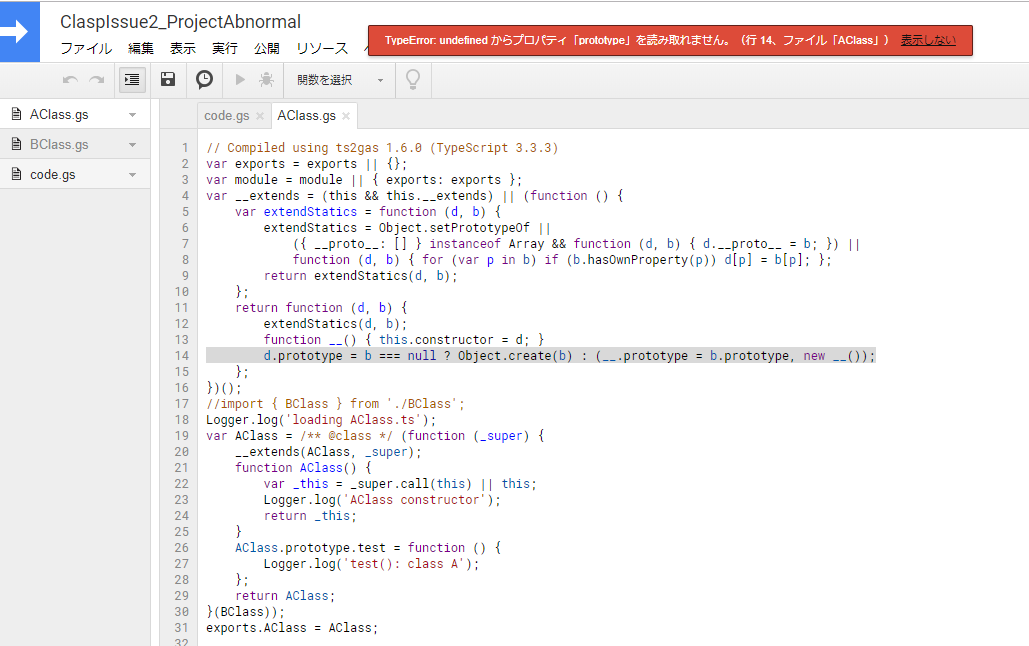 ClaspIssue2_ProjectAbnormal
TypeError: undefined からプロパティ「prototype」を読み取れません。（行 14、ファイル「AClass」） 表示しない
ファイル 編集 表示 実行 公開 リソース
関数を選択
AClass.gs
BClass.gs
code.gs
code.gs × AClass.gs ×
1 // Compiled using ts2gas 1.6.0 (TypeScript 3.3.3)
2 var exports = exports || {};
3 var module = module || { exports: exports };
4 var __extends = (this && this.__extends) || (function () {
5     var extendStatics = function (d, b) {
6         extendStatics = Object.setPrototypeOf ||
7             ({ __proto__: [] } instanceof Array && function (d, b) { d.__proto__ = b; }) ||
8             function (d, b) { for (var p in b) if (b.hasOwnProperty(p)) d[p] = b[p]; };
9         return extendStatics(d, b);
10     };
11     return function (d, b) {
12         extendStatics(d, b);
13         function __() { this.constructor = d; }
14         d.prototype = b === null ? Object.create(b) : (__.prototype = b.prototype, new __());
15     };
16 })();
17 //import { BClass } from './BClass';
18 Logger.log('loading AClass.ts');
19 var AClass = /** @class */ (function (_super) {
20     __extends(AClass, _super);
21     function AClass() {
22         var _this = _super.call(this) || this;
23         Logger.log('AClass constructor');
24         return _this;
25     }
26     AClass.prototype.test = function () {
27         Logger.log('test(): class A');
28     };
29     return AClass;
30 }(BClass));
31 exports.AClass = AClass;
32